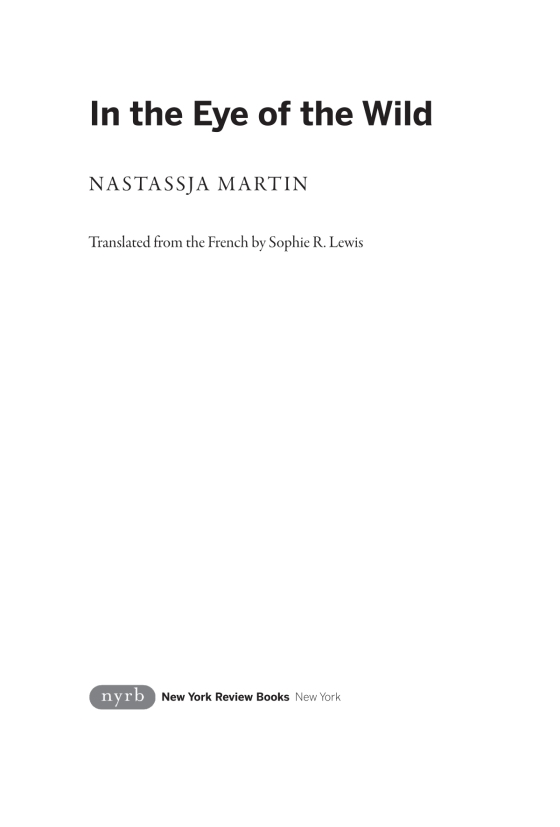 In the Eye of the Wild
NASTASSJA MARTIN
Translated from the French by Sophie R. Lewis
nyrb New York Review Books New York